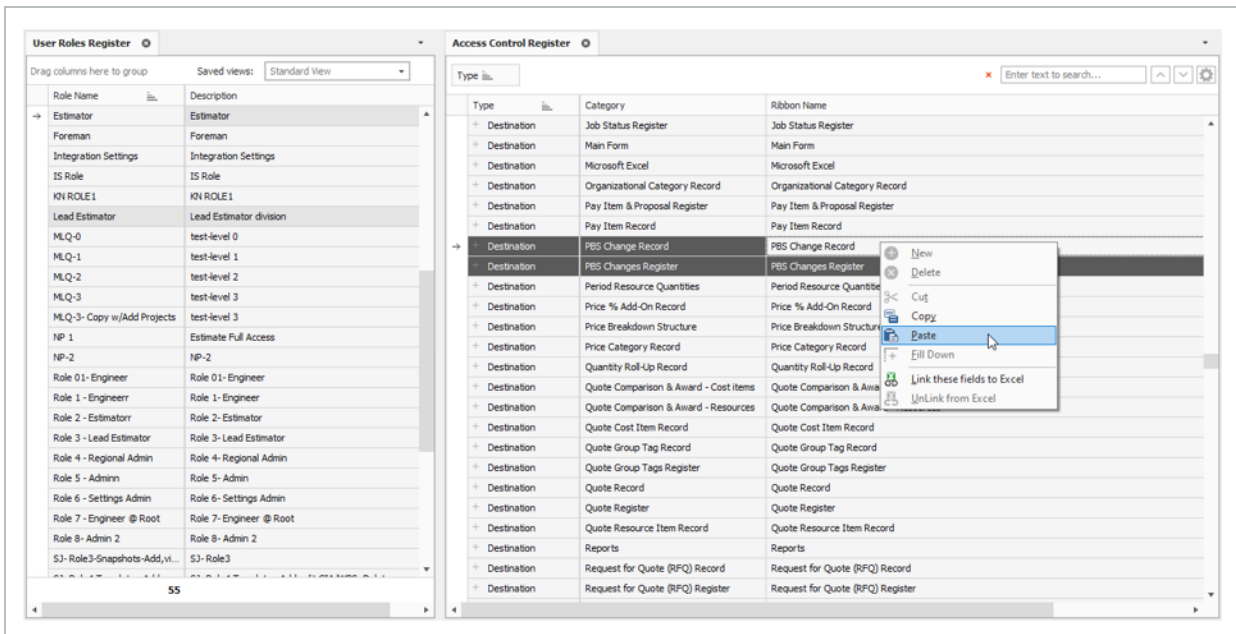 User Roles Register
Drag columns here to group Saved views: Standard View
Role Name Description
Estimator Estimator
Foreman Foreman
Integration Settings Integration Settings
IS Role IS Role
KN ROLE1 KN ROLE1
Lead Estimator Lead Estimator division
MLQ-0 test-level 0
MLQ-1 test-level 1
MLQ-2 test-level 2
MLQ-3 test-level 3
MLQ-3- Copy w/Add Projects test-level 3
NP 1 Estimate Full Access
NP-2 NP-2
Role 01- Engineer Role 01- Engineer
Role 1 - Engineerr Role 1- Engineer
Role 2 - Estimatorr Role 2- Estimator
Role 3 - Lead Estimator Role 3- Lead Estimator
Role 4 - Regional Admin Role 4- Regional Admin
Role 5 - Adminn Role 5- Admin
Role 6 - Settings Admin Role 6- Settings Admin
Role 7 - Engineer @ Root Role 7- Engineer @ Root
Role 8- Admin 2 Role 8- Admin 2
SJ- Role3-Snapshots-Add,vi... SJ- Role3
55
Access Control Register
Type Enter text to search...
Type Category Ribbon Name
Destination Job Status Register Job Status Register
Destination Main Form Main Form
Destination Microsoft Excel Microsoft Excel
Destination Organizational Category Record Organizational Category Record
Destination Pay Item & Proposal Register Pay Item & Proposal Register
Destination Pay Item Record Pay Item Record
Destination PBS Change Record PBS Change Record
Destination PBS Changes Register PBS Changes Register
Destination Period Resource Quantities Period Resource Quantitie
Destination Price % Add-On Record Price % Add-On Record
Destination Price Breakdown Structure Price Breakdown Structure
Destination Price Category Record Price Category Record
Destination Quantity Roll-Up Record Quantity Roll-Up Record
Destination Quote Comparison & Award - Cost items Quote Comparison & Awa
Destination Quote Comparison & Award - Resources Quote Comparison & Awa
Destination Quote Cost Item Record Quote Cost Item Record
Destination Quote Group Tag Record Quote Group Tag Record
Destination Quote Group Tags Register Quote Group Tags Register
Destination Quote Record Quote Record
Destination Quote Register Quote Register
Destination Quote Resource Item Record Quote Resource Item Record
Destination Reports Reports
Destination Request for Quote (RFQ) Record Request for Quote (RFQ) Record
Destination Request for Quote (RFQ) Register Request for Quote (RFQ) Register
New
Delete
Cut
Copy
Paste
Fill Down
Link these fields to Excel
UnLink from Excel